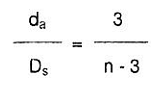 da / Ds = 3 / n - 3